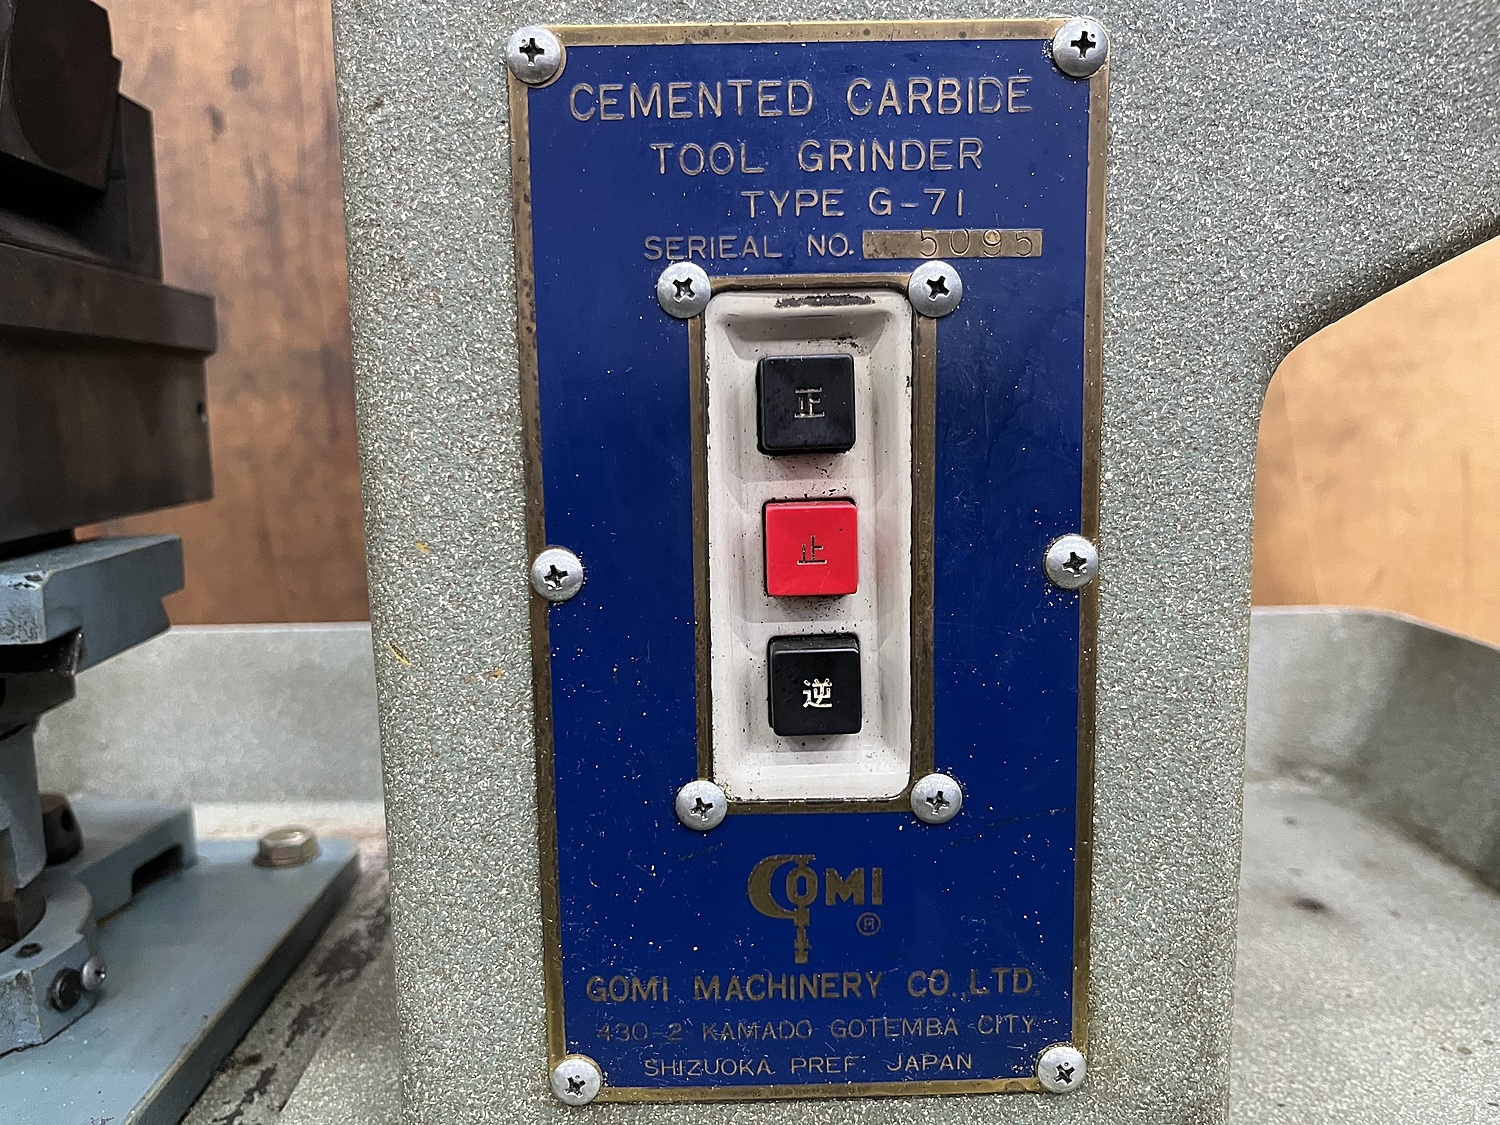 CEMENTED CARBIDE
TOOL GRINDER
TYPE G-71
SERIEAL NO. 5095
正
止
逆
GOMI
®
GOMI MACHINERY CO.,LTD.
430-2 KAMADO GOTEMBA CITY
SHIZUOKA PREF. JAPAN